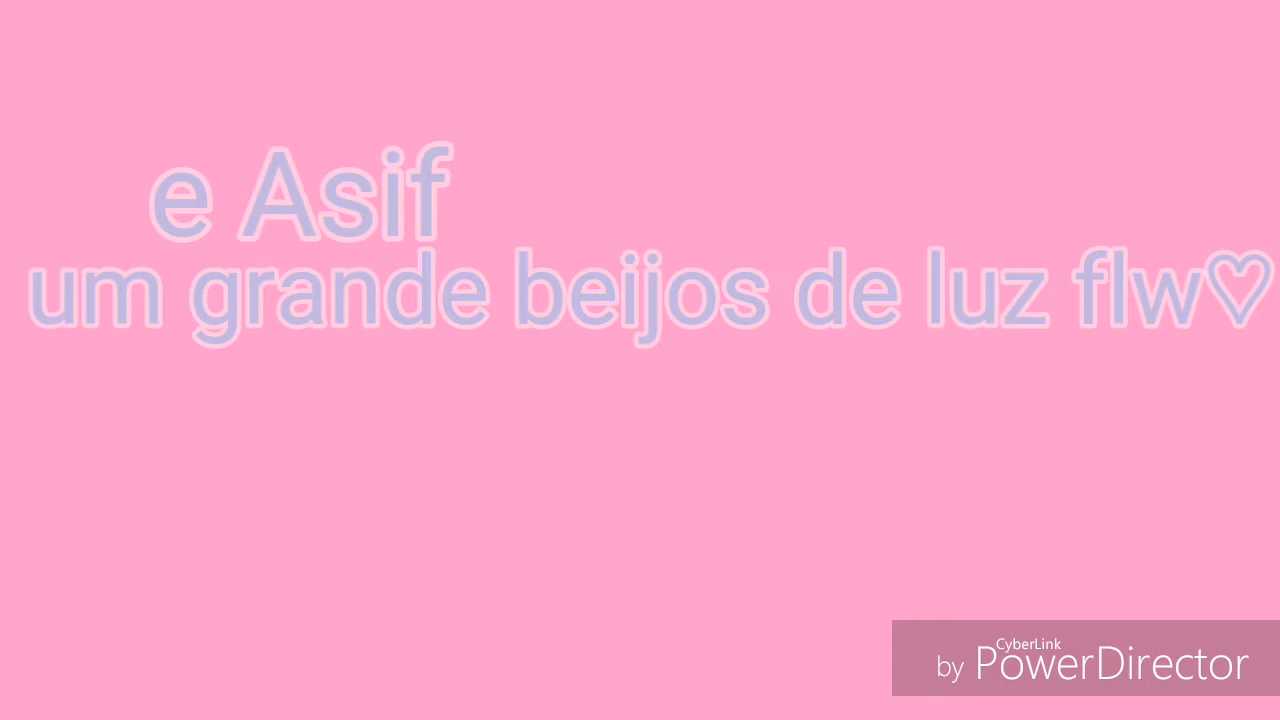 e Asif
um grande beijos de luz flw♡
CyberLink
by PowerDirector